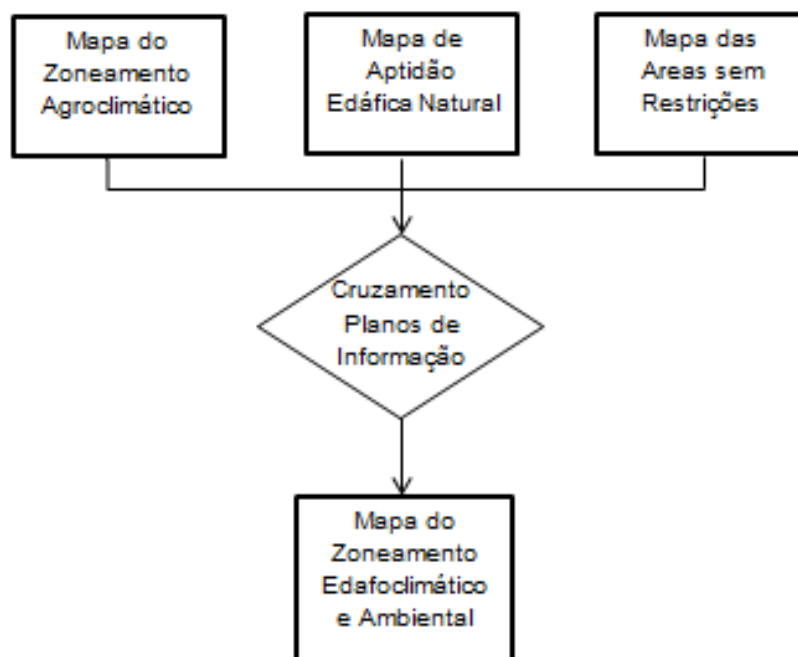 Mapa do
Zoneamento
Agroclimático
Mapa de
Aptidão
Edáfica Natural
Mapa das
Areas sem
Restrições
Cruzamento
Planos de
Informação
Mapa do
Zoneamento
Edafoclimático
e Ambiental